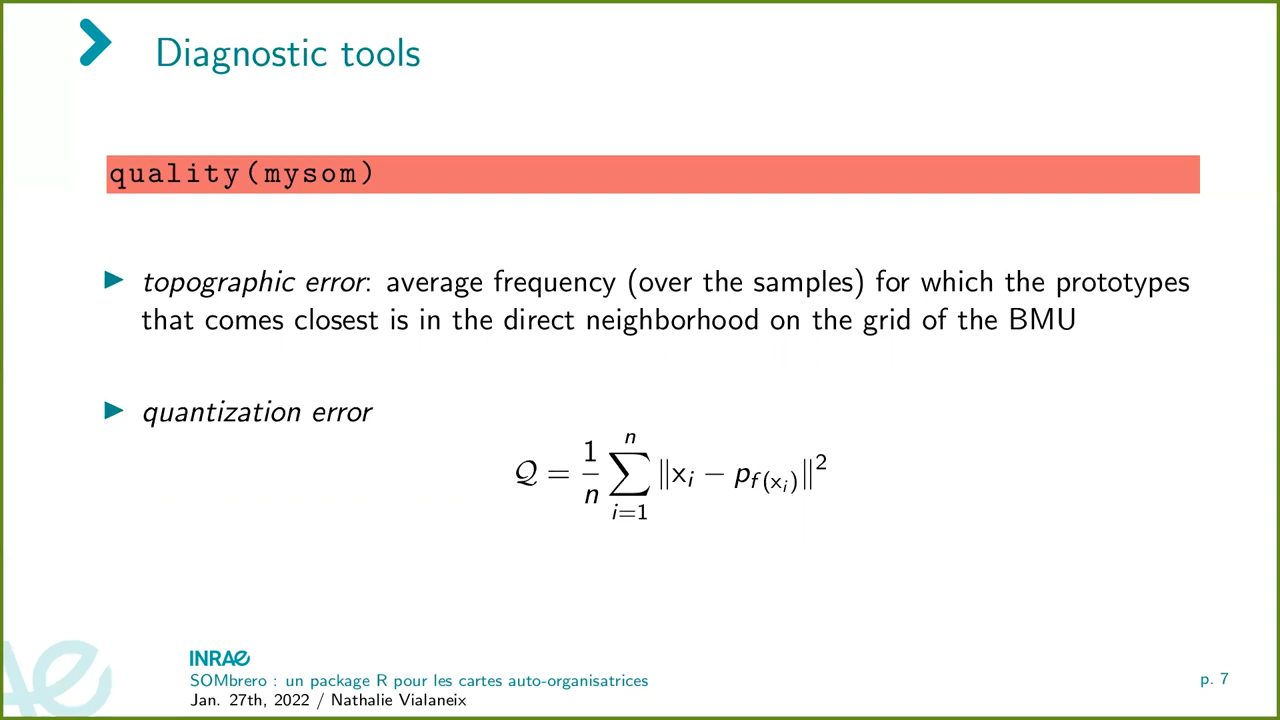 Diagnostic tools
quality(mysom)
topographic error: average frequency (over the samples) for which the prototypes
that comes closest is in the direct neighborhood on the grid of the BMU
quantization error
𝒬 = 1/n ∑_{i=1}^{n} ‖x_i − p_{f(x_i)}‖²
INRAE
SOMbrero : un package R pour les cartes auto-organisatrices
Jan. 27th, 2022 / Nathalie Vialaneix
p. 7